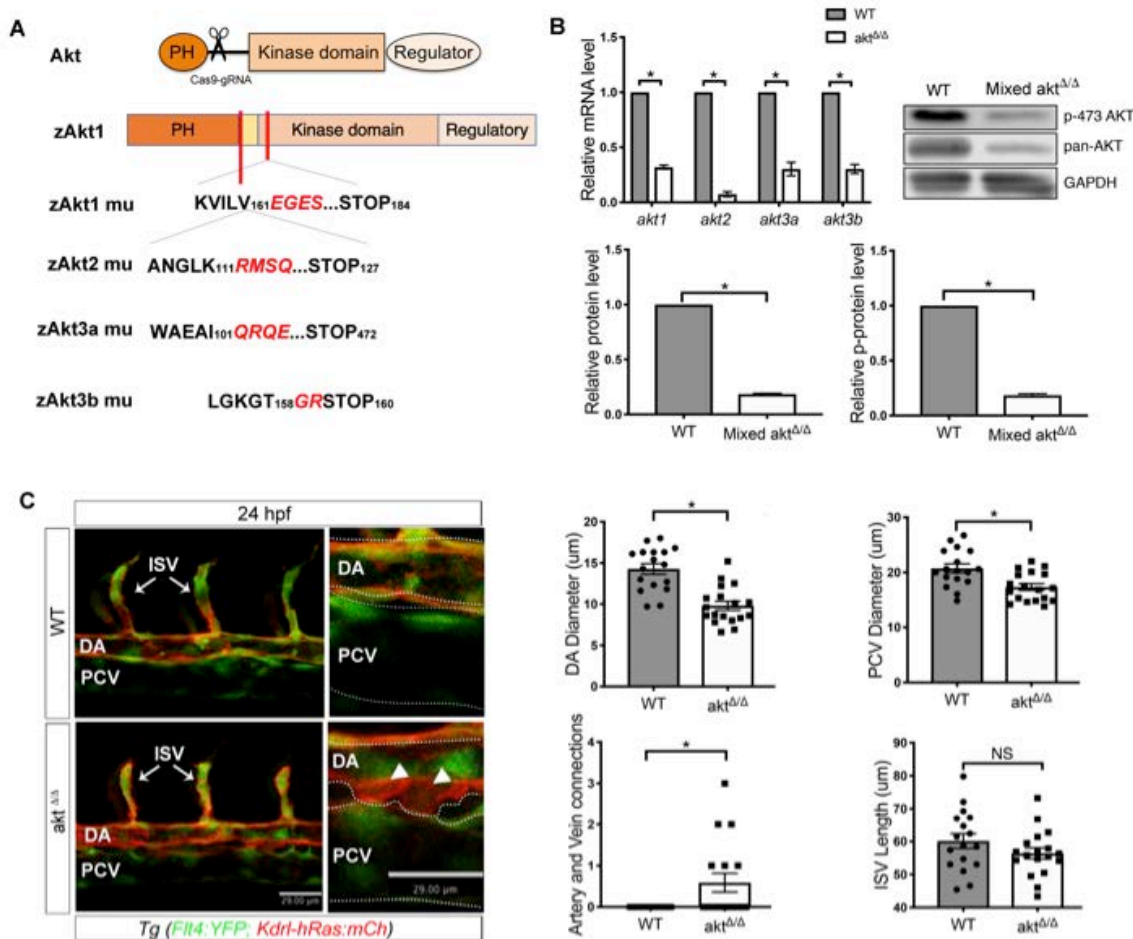 A
Akt
PH
Kinase domain
Regulator
Cas9-gRNA
zAkt1
PH
Kinase domain
Regulatory
zAkt1 mu
KVILV161EGES...STOP184
zAkt2 mu
ANGLK111RMSQ...STOP127
zAkt3a mu
WAEAI101QRQE...STOP472
zAkt3b mu
LGKGT158GRSTOP160
B
WT
aktΔ/Δ
Relative mRNA level
1.5
1.0
0.5
0.0
* * * *
akt1 akt2 akt3a akt3b
WT Mixed aktΔ/Δ
p-473 AKT
pan-AKT
GAPDH
Relative protein level
1.5
1.0
0.5
0.0
*
WT Mixed aktΔ/Δ
Relative p-protein level
1.5
1.0
0.5
0.0
*
WT Mixed aktΔ/Δ
C
24 hpf
WT
ISV
DA
PCV
DA
PCV
akt Δ/Δ
ISV
DA
PCV
29.00 μm
DA
PCV
29.00 μm
Tg (Flt4:YFP; Kdrl-hRas:mCh)
DA Diameter (um)
20
15
10
5
0
*
WT aktΔ/Δ
PCV Diameter (um)
30
20
10
0
*
WT aktΔ/Δ
Artery and Vein connections
4
3
2
1
0
*
WT aktΔ/Δ
ISV Length (um)
90
80
70
60
50
40
NS
WT aktΔ/Δ